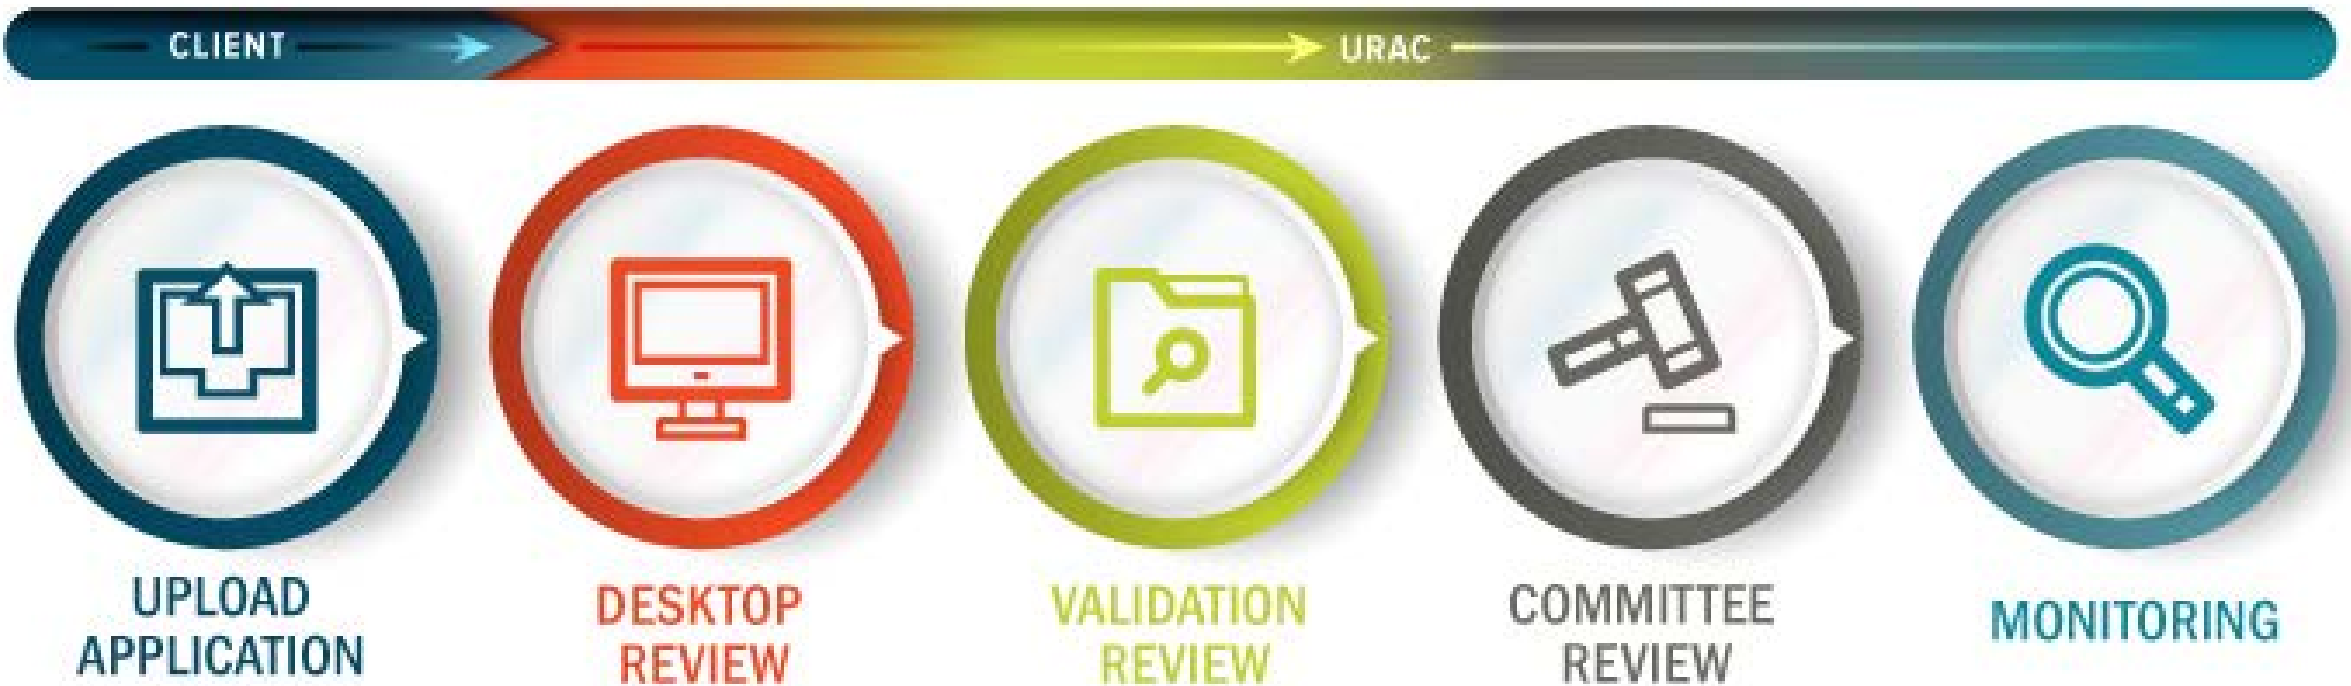 CLIENT
URAC
UPLOAD
APPLICATION
DESKTOP
REVIEW
VALIDATION
REVIEW
COMMITTEE
REVIEW
MONITORING